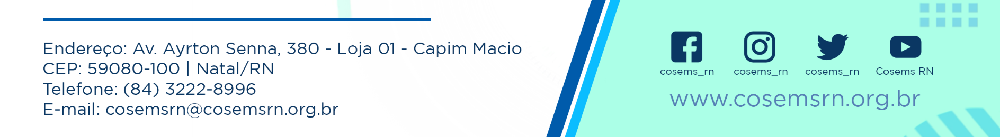 Endereço: Av. Ayrton Senna, 380 - Loja 01 - Capim Macio
CEP: 59080-100 | Natal/RN
Telefone: (84) 3222-8996
E-mail: cosemsrn@cosemsrn.org.br
cosems_rn cosems_rn cosems_rn Cosems RN
www.cosemsrn.org.br